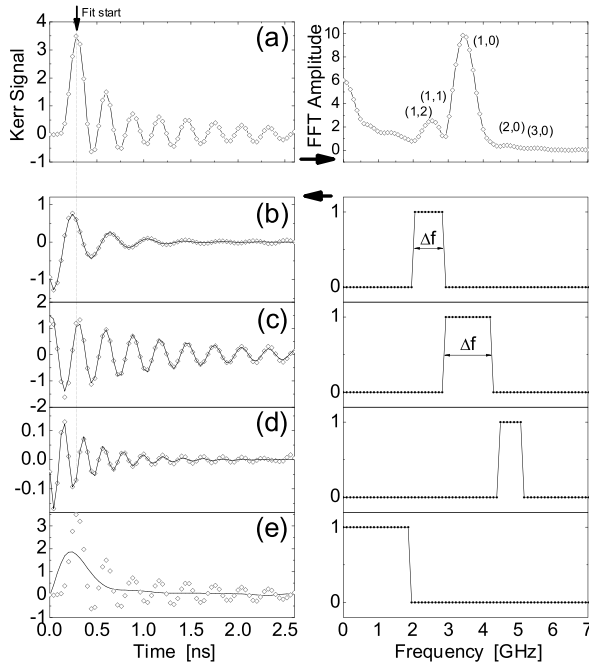 Fit start
(a)
Kerr Signal
4
3
2
1
0
-1
FFT Amplitude
10
8
6
4
2
0
(1,0)
(1,1)
(1,2)
(2,0)
(3,0)
(b)
1
0
-1
1
0
Δf
(c)
2
1
0
-1
-2
1
0
Δf
(d)
0.1
0.0
-0.1
1
0
(e)
3
2
1
0
-1
1
0
0.0 0.5 1.0 1.5 2.0 2.5
Time [ns]
0 1 2 3 4 5 6 7
Frequency [GHz]